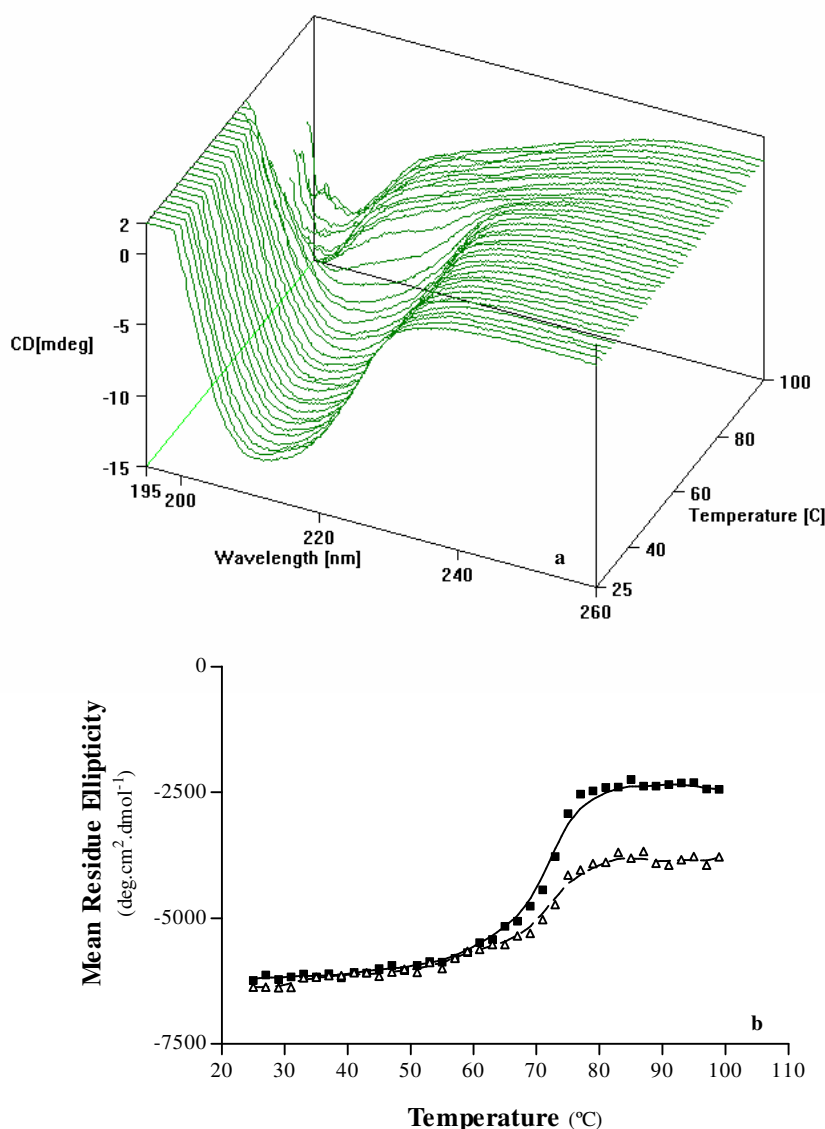 2
0
-5
CD[mdeg]
-10
-15
195 200
220
Wavelength [nm]
240
260
a
100
80
60
Temperature [C]
40
25
0
-2500
-5000
-7500
Mean Residue Ellipticity
(deg.cm².dmol⁻¹)
b
20 30 40 50 60 70 80 90 100 110
Temperature (ºC)